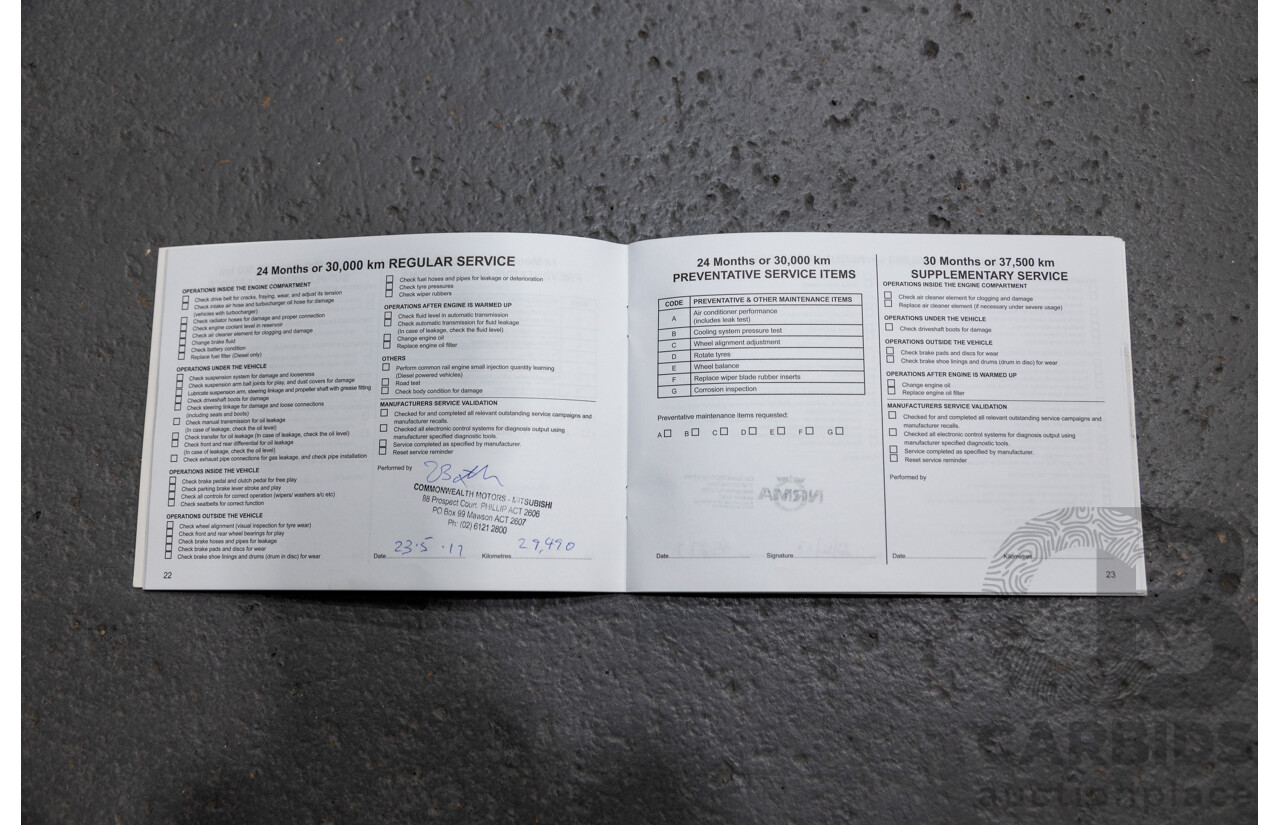 24 Months or 30,000 km REGULAR SERVICE
OPERATIONS INSIDE THE ENGINE COMPARTMENT
Check drive belt for cracks, fraying, wear, and adjust its tension
Check intake air hose and turbocharger oil hose for damage
(vehicles with turbocharger)
Check radiator hoses for damage and proper connection
Check engine coolant level in reservoir
Check air cleaner element for clogging and damage
Change brake fluid
Check battery condition
Replace fuel filter (Diesel only)
OPERATIONS UNDER THE VEHICLE
Check suspension system for damage and looseness
Check suspension arm ball joints for play, and dust covers for damage
Lubricate suspension arm, steering linkage and propeller shaft with grease fitting
Check driveshaft boots for damage
Check steering linkage for damage and loose connections
(including seals and boots)
Check manual transmission for oil leakage
(In case of leakage, check the oil level)
Check transfer for oil leakage (In case of leakage, check the oil level)
Check front and rear differential for oil leakage
(In case of leakage, check the oil level)
Check exhaust pipe connections for gas leakage, and check pipe installation
OPERATIONS INSIDE THE VEHICLE
Check brake pedal and clutch pedal for free play
Check parking brake lever stroke and play
Check all controls for correct operation (wipers/ washers a/c etc)
Check seatbelts for correct function
OPERATIONS OUTSIDE THE VEHICLE
Check wheel alignment (visual inspection for tyre wear)
Check front and rear wheel bearings for play
Check brake hoses and pipes for leakage
Check brake pads and discs for wear
Check brake shoe linings and drums (drum in disc) for wear
22
Check fuel hoses and pipes for leakage or deterioration
Check tyre pressures
Check wiper rubbers
OPERATIONS AFTER ENGINE IS WARMED UP
Check fluid level in automatic transmission
Check automatic transmission for fluid leakage
(In case of leakage, check the fluid level)
Change engine oil
Replace engine oil filter
OTHERS
Perform common rail engine small injection quantity learning
(Diesel powered vehicles)
Road test
Check body condition for damage
MANUFACTURERS SERVICE VALIDATION
Checked for and completed all relevant outstanding service campaigns and
manufacturer recalls.
Checked all electronic control systems for diagnosis output using
manufacturer specified diagnostic tools.
Service completed as specified by manufacturer.
Reset service reminder
Performed by
COMMONWEALTH MOTORS - MITSUBISHI
88 Prospect Court, PHILLIP ACT 2606
PO Box 99 Mawson ACT 2607
Ph: (02) 6121 2800
Date 23.5.17 Kilometres 29,490
24 Months or 30,000 km
PREVENTATIVE SERVICE ITEMS
CODE PREVENTATIVE & OTHER MAINTENANCE ITEMS
A Air conditioner performance
(includes leak test)
B Cooling system pressure test
C Wheel alignment adjustment
D Rotate tyres
E Wheel balance
F Replace wiper blade rubber inserts
G Corrosion inspection
Preventative maintenance items requested:
A B C D E F G
Date Signature
30 Months or 37,500 km
SUPPLEMENTARY SERVICE
OPERATIONS INSIDE THE ENGINE COMPARTMENT
Check air cleaner element for clogging and damage
Replace air cleaner element (if necessary under severe usage)
OPERATIONS UNDER THE VEHICLE
Check driveshaft boots for damage
OPERATIONS OUTSIDE THE VEHICLE
Check brake pads and discs for wear
Check brake shoe linings and drums (drum in disc) for wear
OPERATIONS AFTER ENGINE IS WARMED UP
Change engine oil
Replace engine oil filter
MANUFACTURERS SERVICE VALIDATION
Checked for and completed all relevant outstanding service campaigns and
manufacturer recalls.
Checked all electronic control systems for diagnosis output using
manufacturer specified diagnostic tools.
Service completed as specified by manufacturer.
Reset service reminder
Performed by
Date Kilometres
23
CARBIDS
auctionplace